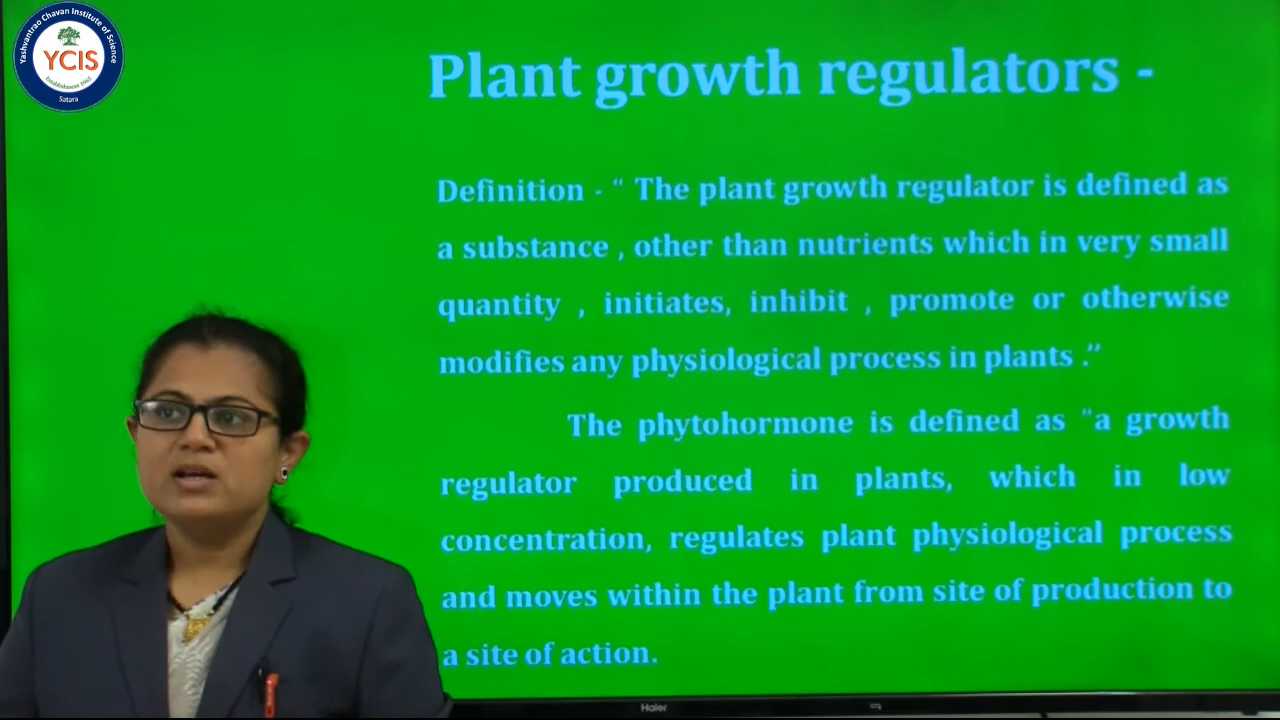 Yashvantrao Chavan Institute of Science
YCIS
Establishment 1965
Satara
Plant growth regulators -
Definition - “ The plant growth regulator is defined as
a substance , other than nutrients which in very small
quantity , initiates, inhibit , promote or otherwise
modifies any physiological process in plants .”
The phytohormone is defined as “a growth
regulator produced in plants, which in low
concentration, regulates plant physiological process
and moves within the plant from site of production to
a site of action.
Haier